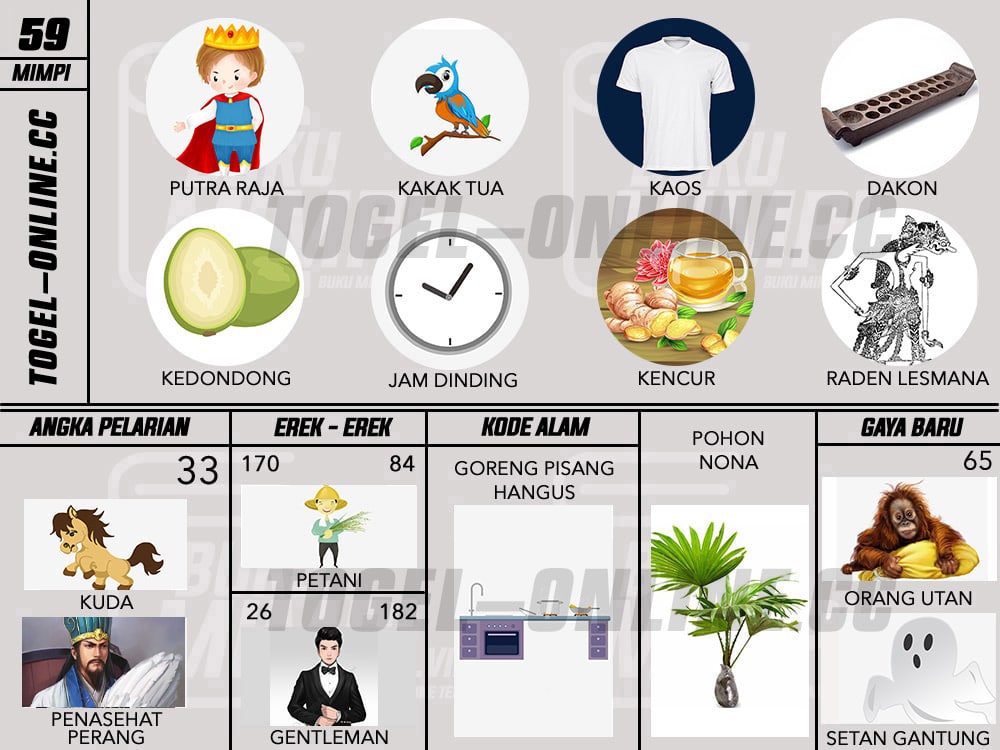 59
MIMPI
TOGEL-ONLINE.CC
PUTRA RAJA
KAKAK TUA
KAOS
DAKON
TOGEL-ONLINE.CC
KEDONDONG
JAM DINDING
KENCUR
RADEN LESMANA
ANGKA PELARIAN
33
KUDA
PENASEHAT
PERANG
EREK - EREK
170 84
PETANI
26 182
GENTLEMAN
KODE ALAM
GORENG PISANG
HANGUS
POHON
NONA
GAYA BARU
65
ORANG UTAN
SETAN GANTUNG
TOGEL-ONLINE.CC